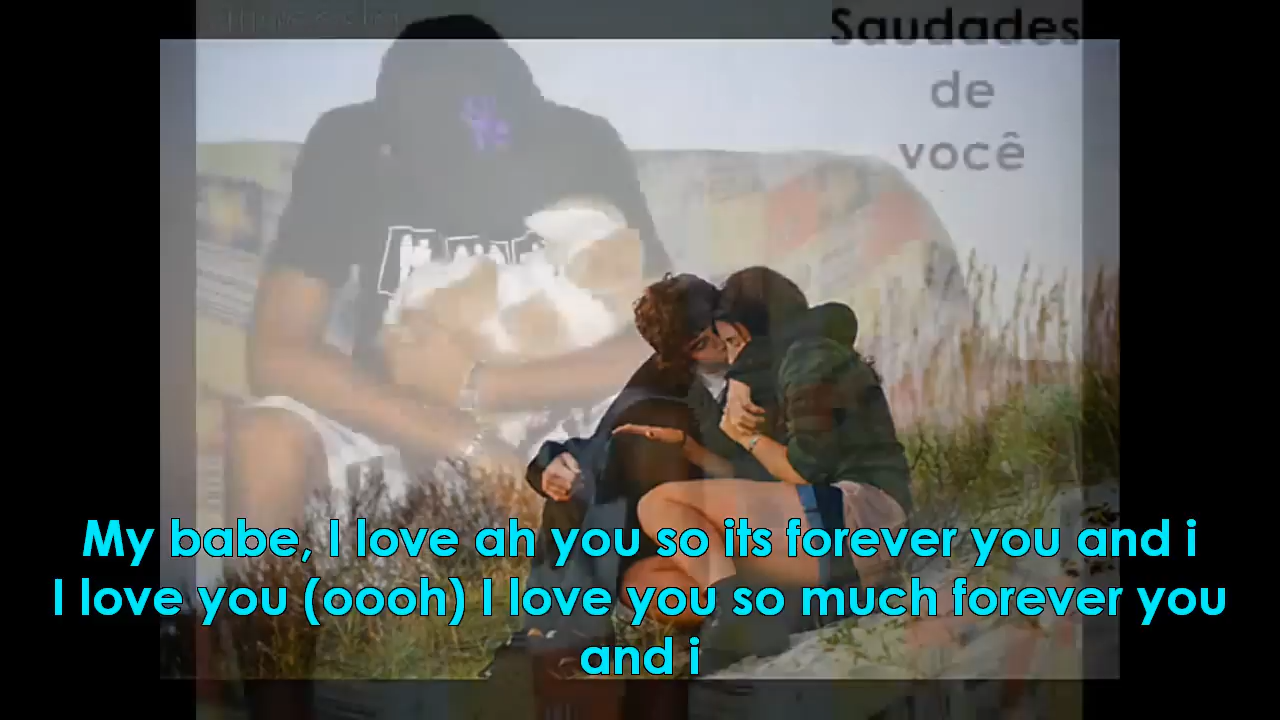 Saudades
de
você
My babe, I love ah you so its forever you and i
I love you (oooh) I love you so much forever you
and i